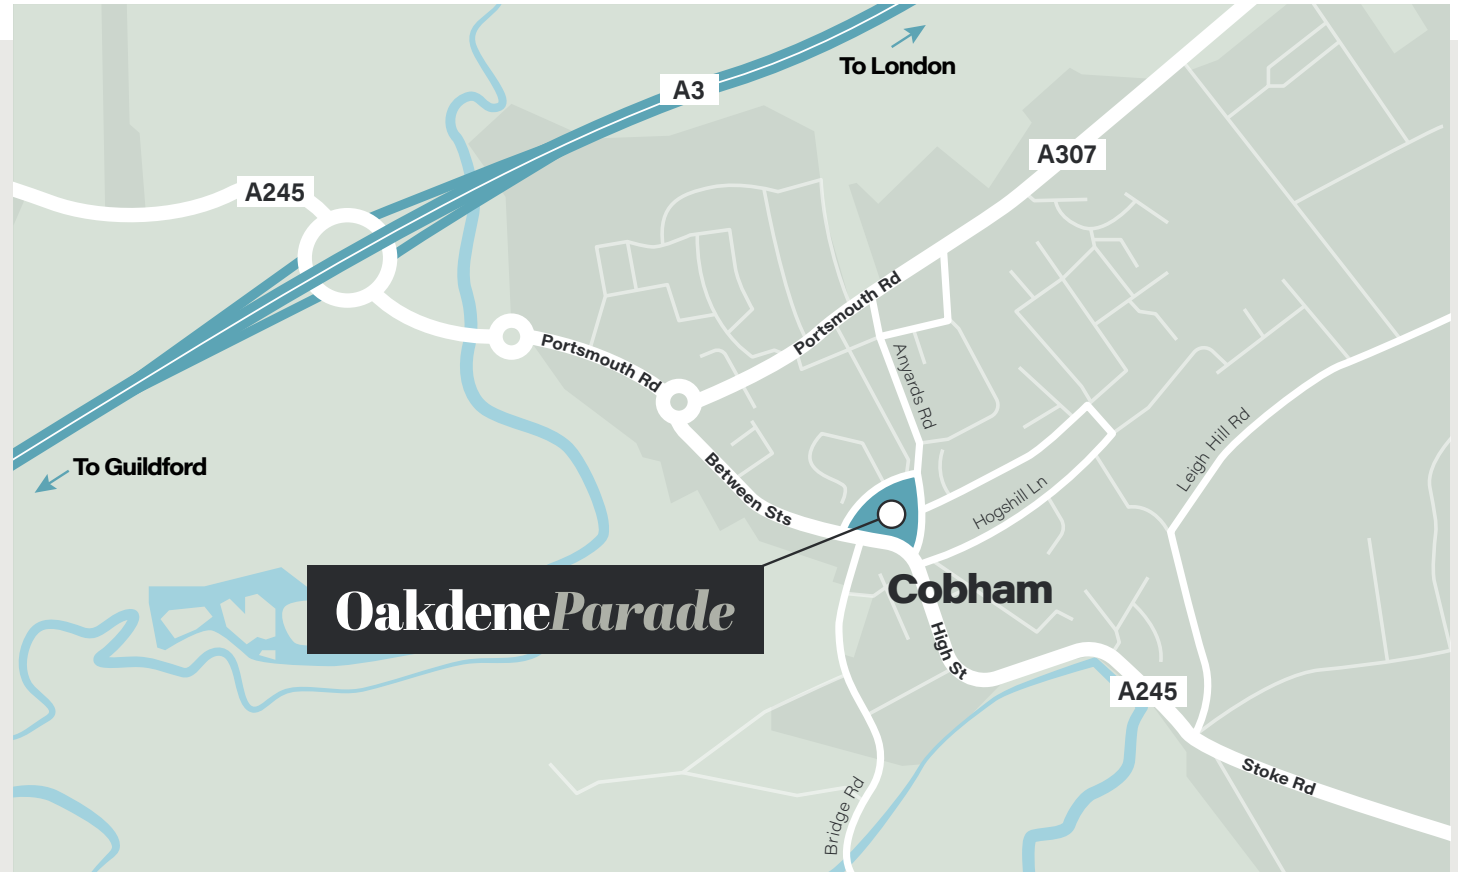 To London
A3
A307
A245
Portsmouth Rd
Portsmouth Rd
Anyards Rd
To Guildford
Between Sts
Leigh Hill Rd
Hogshill Ln
OakdeneParade
Cobham
High St
A245
Stoke Rd
Bridge Rd